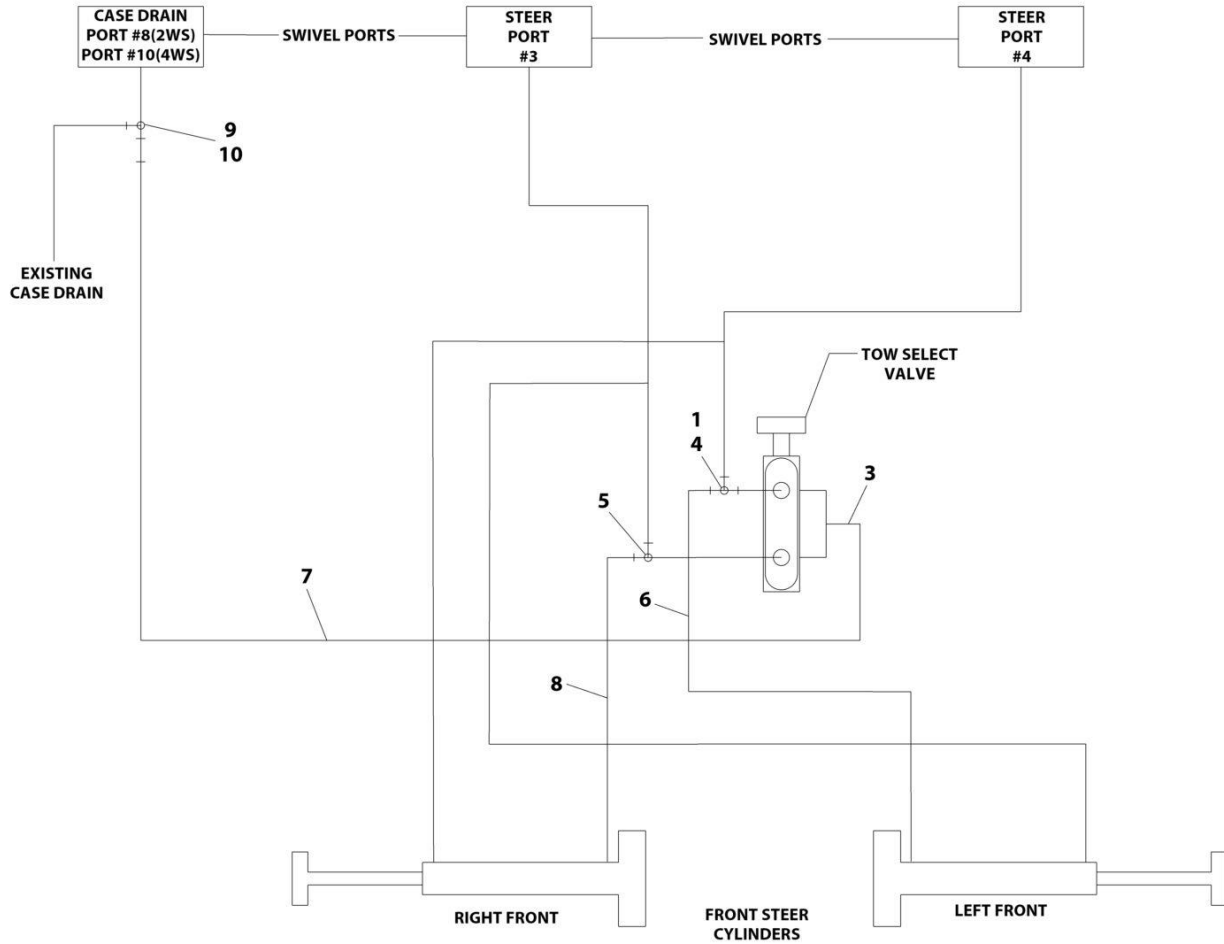 CASE DRAIN
PORT #8(2WS)
PORT #10(4WS)
SWIVEL PORTS
STEER
PORT
#3
SWIVEL PORTS
STEER
PORT
#4
9
10
EXISTING
CASE DRAIN
TOW SELECT
VALVE
1
4
3
5
7
6
8
RIGHT FRONT
FRONT STEER
CYLINDERS
LEFT FRONT